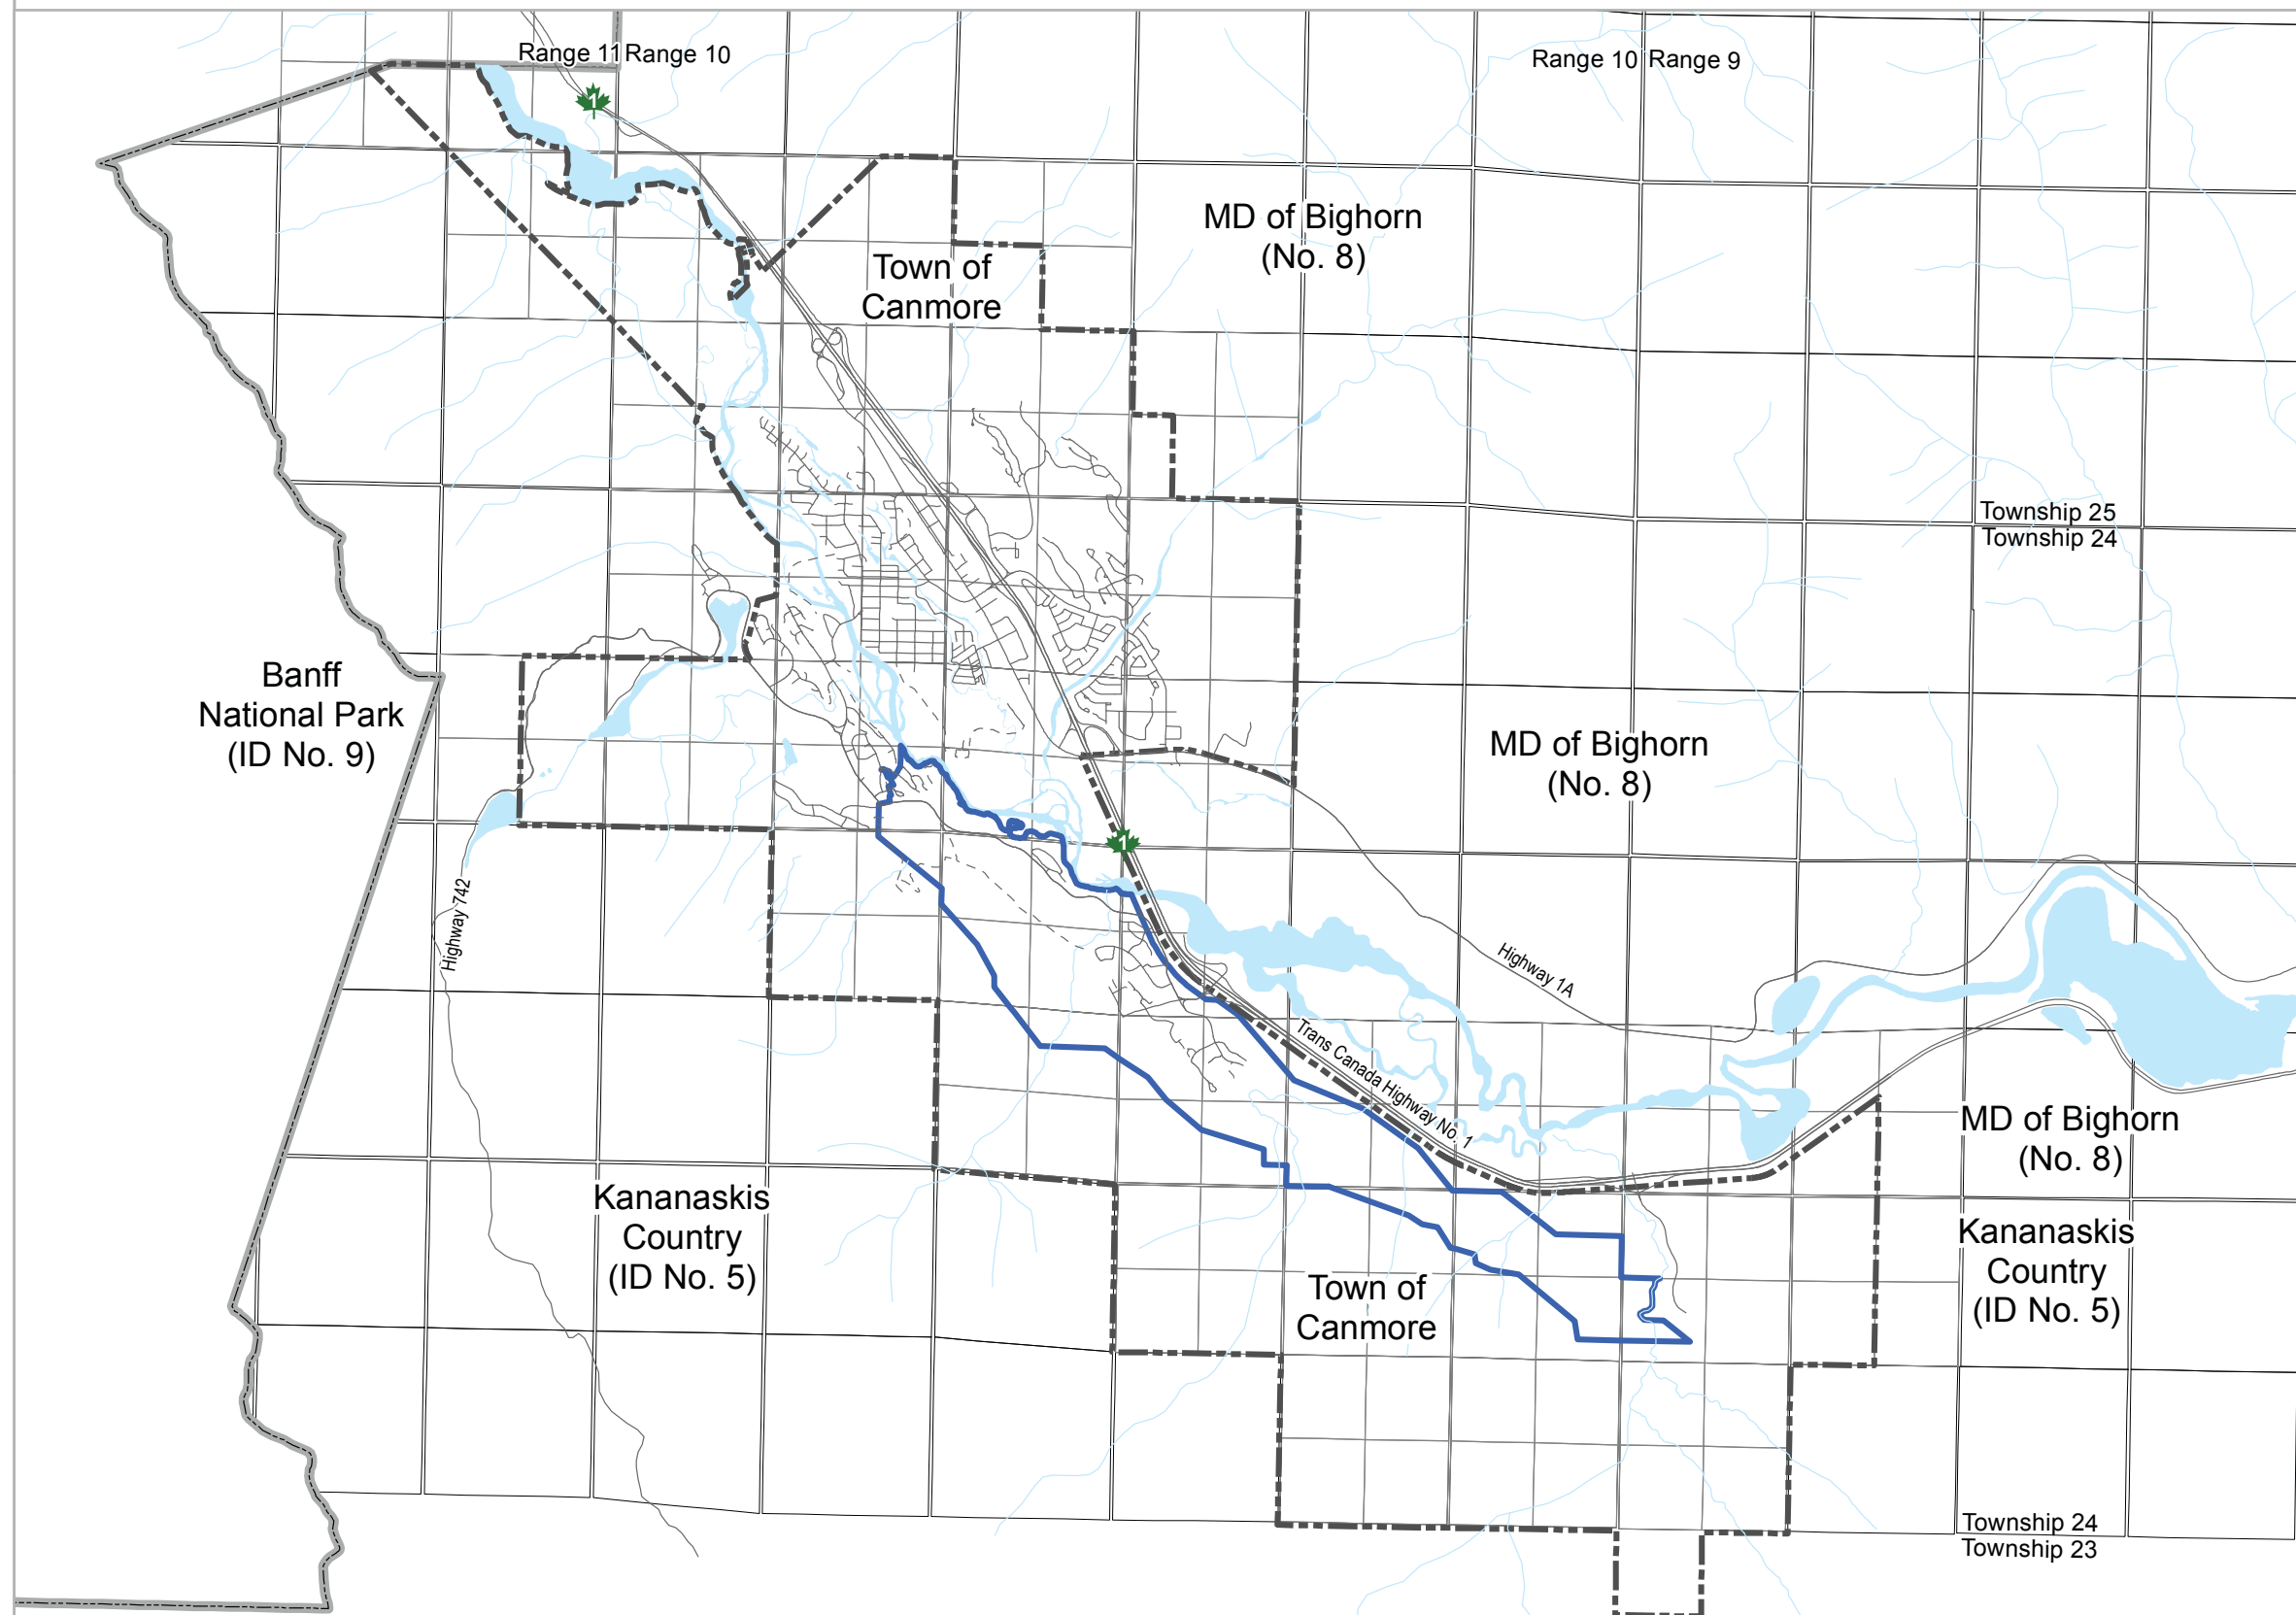 Range 11 Range 10
Range 10 Range 9
1
MD of Bighorn
(No. 8)
Town of
Canmore
Township 25
Township 24
Banff
National Park
(ID No. 9)
MD of Bighorn
(No. 8)
1
Highway 742
Highway 1A
Trans Canada Highway No. 1
MD of Bighorn
(No. 8)
Kananaskis
Country
(ID No. 5)
Kananaskis
Country
(ID No. 5)
Town of
Canmore
Township 24
Township 23